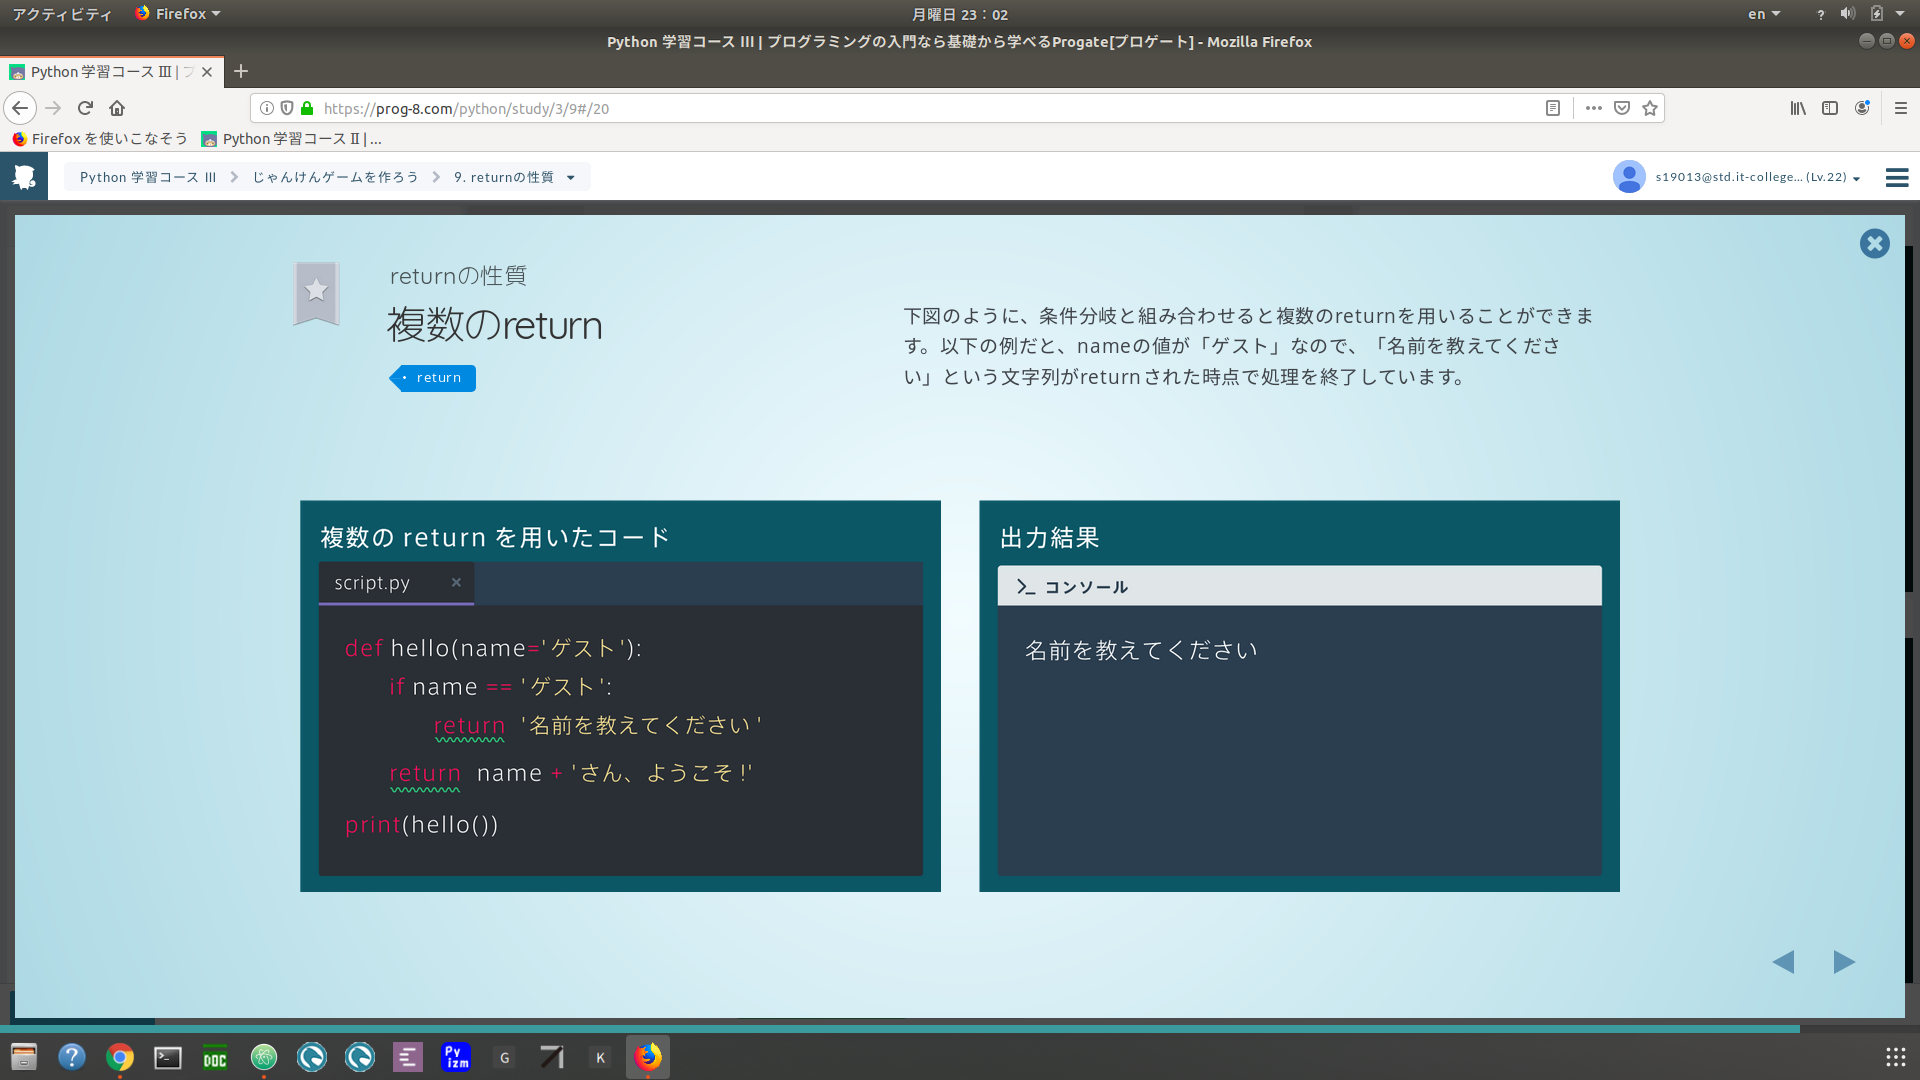 アクティビティ Firefox 月曜日 23：02 en
Python 学習コース III | プログラミングの入門なら基礎から学べるProgate[プロゲート] - Mozilla Firefox
Python 学習コース Ⅲ |
https://prog-8.com/python/study/3/9#/20
Firefox を使いこなそう Python 学習コース Ⅱ | ...
Python 学習コース III じゃんけんゲームを作ろう 9. returnの性質 s19013@std.it-college... (Lv.22)
returnの性質
複数のreturn
return
下図のように、条件分岐と組み合わせると複数のreturnを用いることができま
す。以下の例だと、nameの値が「ゲスト」なので、「名前を教えてくださ
い」という文字列がreturnされた時点で処理を終了しています。
複数の return を用いたコード
script.py ×
def hello(name='ゲスト'):
if name == 'ゲスト':
return '名前を教えてください'
return name + 'さん、ようこそ!'
print(hello())
出力結果
コンソール
名前を教えてください
DOC Py izm G K